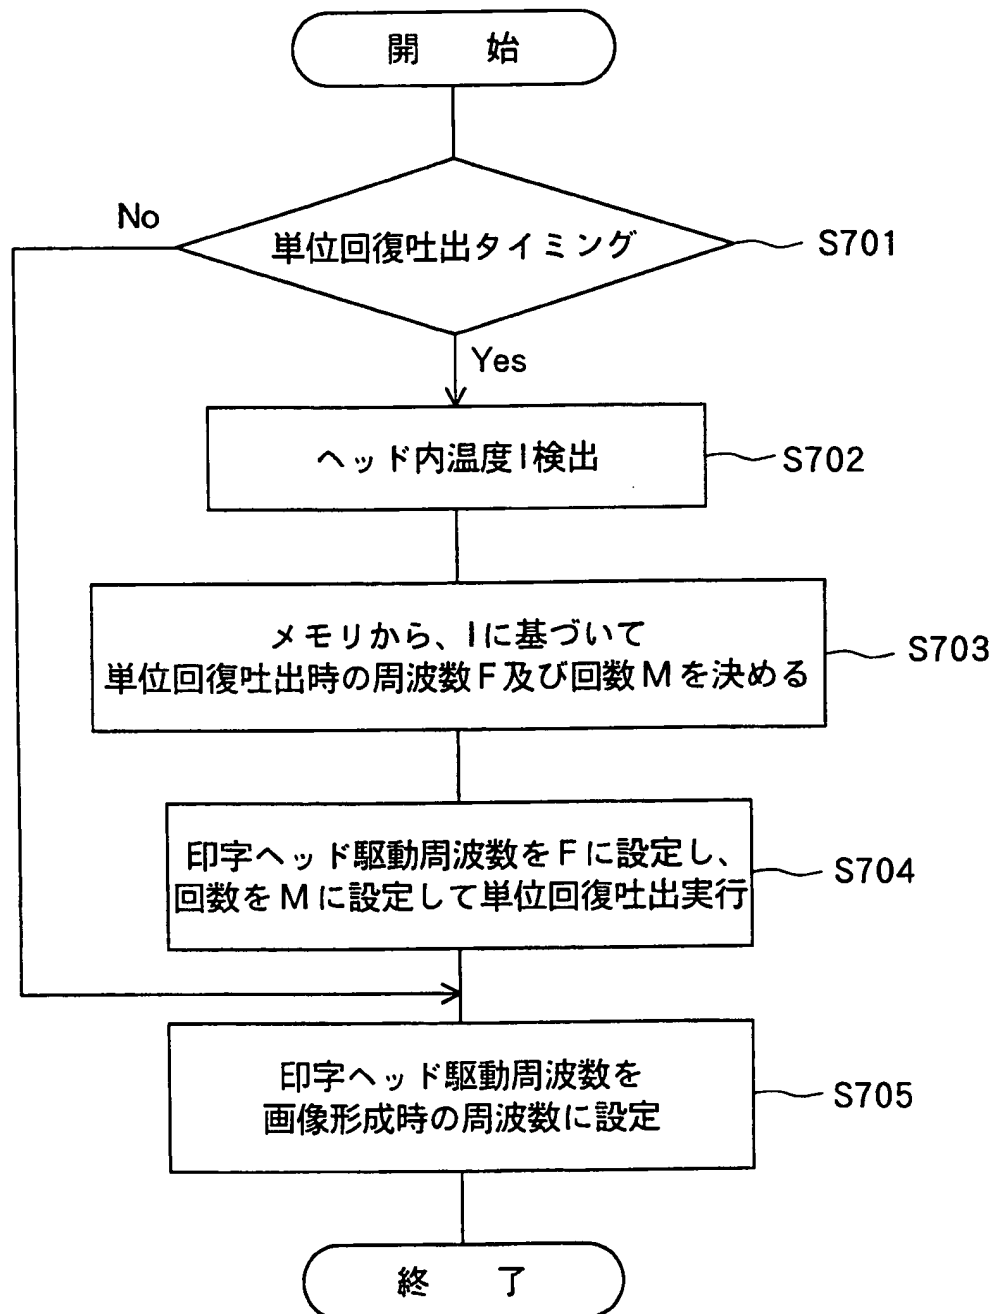 開 始
No
単位回復吐出タイミング
S701
Yes
ヘッド内温度I検出
S702
メモリから、Iに基づいて
単位回復吐出時の周波数F及び回数Mを決める
S703
印字ヘッド駆動周波数をFに設定し、
回数をMに設定して単位回復吐出実行
S704
印字ヘッド駆動周波数を
画像形成時の周波数に設定
S705
終 了